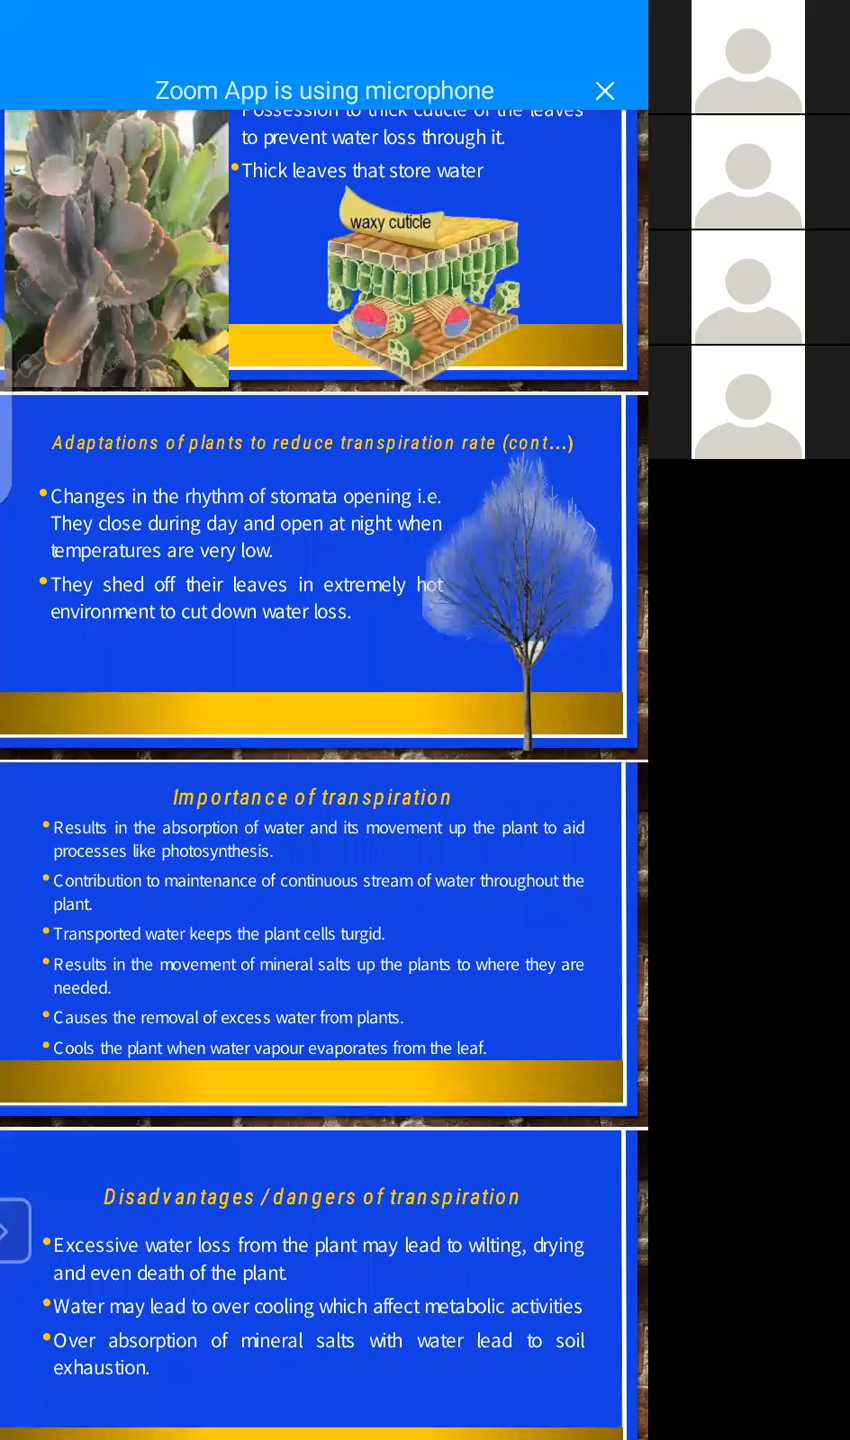 Zoom App is using microphone
Possession to thick cuticle of the leaves
to prevent water loss through it.
Thick leaves that store water
waxy cuticle
Adaptations of plants to reduce transpiration rate (cont...)
Changes in the rhythm of stomata opening i.e.
They close during day and open at night when
temperatures are very low.
They shed off their leaves in extremely hot
environment to cut down water loss.
Importance of transpiration
Results in the absorption of water and its movement up the plant to aid
processes like photosynthesis.
Contribution to maintenance of continuous stream of water throughout the
plant.
Transported water keeps the plant cells turgid.
Results in the movement of mineral salts up the plants to where they are
needed.
Causes the removal of excess water from plants.
Cools the plant when water vapour evaporates from the leaf.
Disadvantages / dangers of transpiration
Excessive water loss from the plant may lead to wilting, drying
and even death of the plant.
Water may lead to over cooling which affect metabolic activities
Over absorption of mineral salts with water lead to soil
exhaustion.